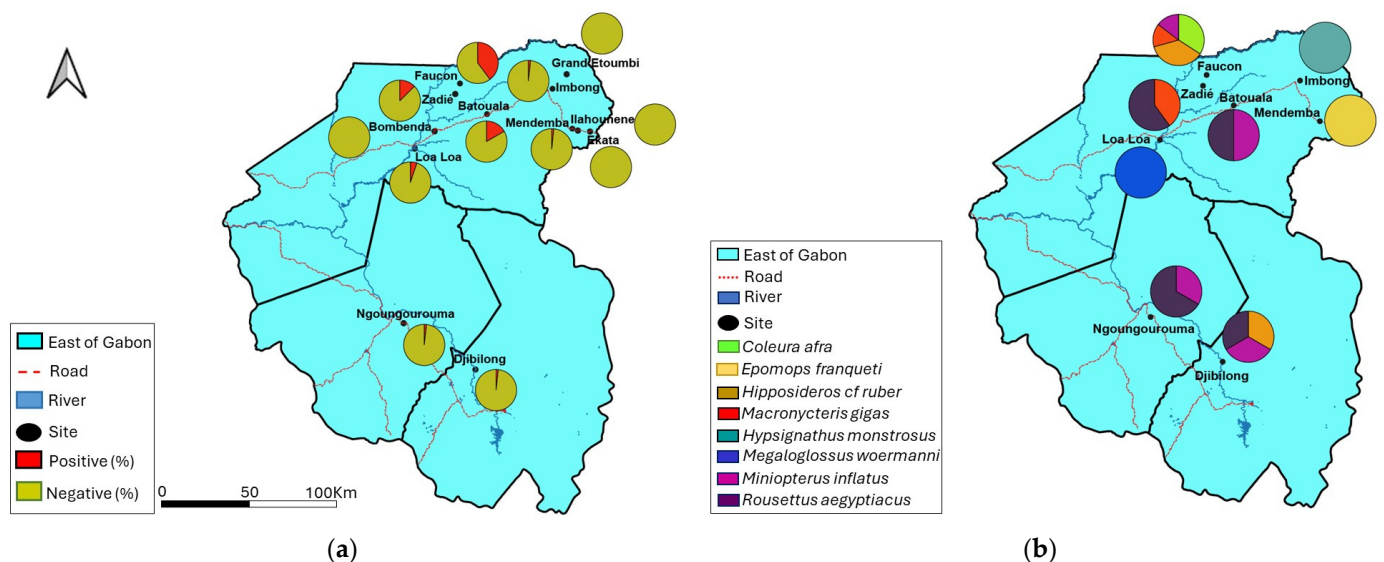 Grand Etoumbi
Faucon
Imbong
Zadié
Batouala
Bombenda
Mendemba
Ilahounene
Ekata
Loa Loa
Ngoungourouma
Djibilong
East of Gabon
Road
River
Site
Positive (%)
Negative (%)
0 50 100Km
(a)
Faucon
Imbong
Zadié
Batouala
Mendemba
Loa Loa
Ngoungourouma
Djibilong
East of Gabon
Road
River
Site
Coleura afra
Epomops franqueti
Hipposideros cf ruber
Macronycteris gigas
Hypsignathus monstrosus
Megaloglossus woermanni
Miniopterus inflatus
Rousettus aegyptiacus
(b)